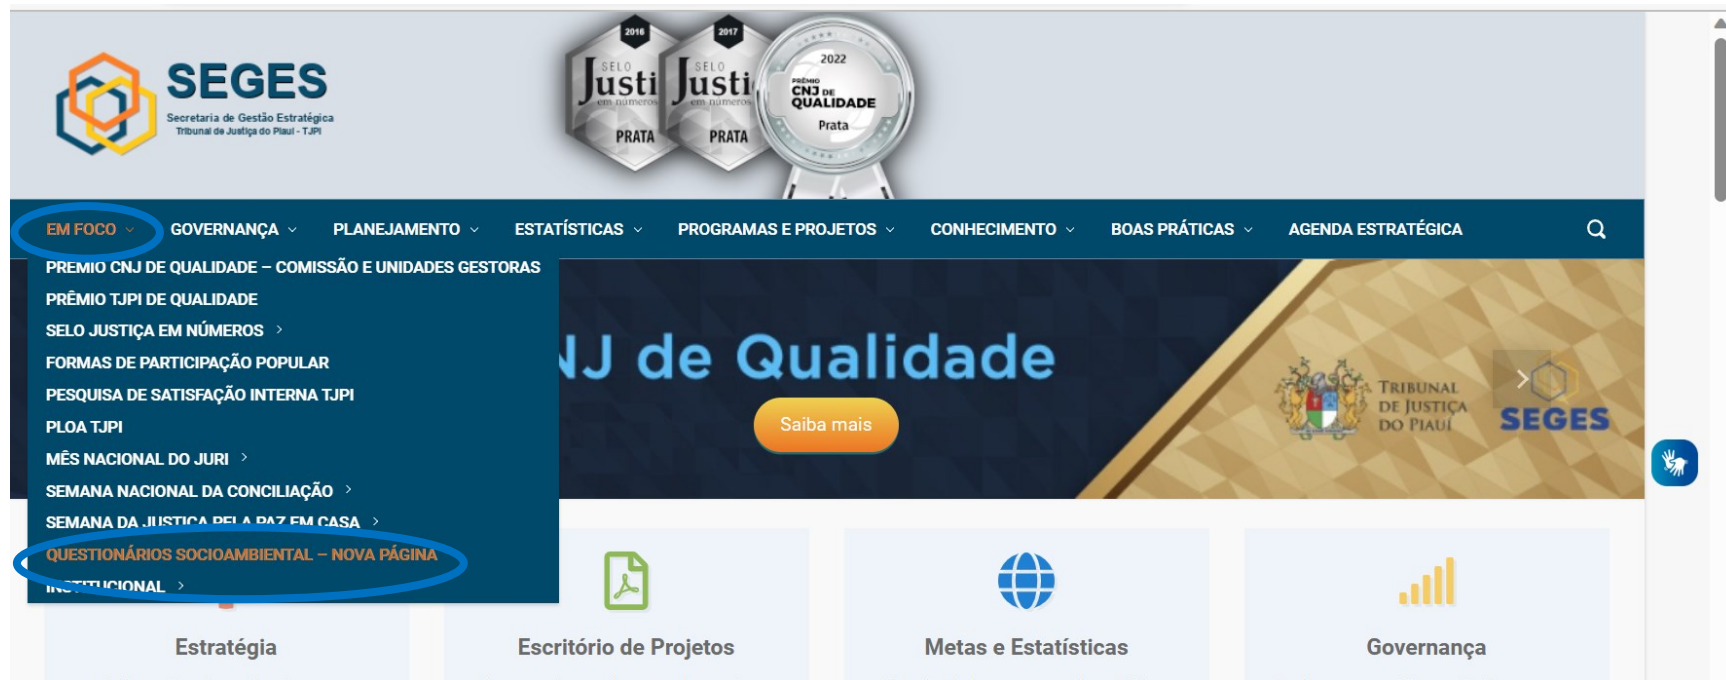 SEGES
Secretaria de Gestão Estratégica
Tribunal de Justiça do Piauí - TJPI
2016
SELO
Justi
em números
PRATA
2017
SELO
Justi
em números
PRATA
2022
PRÊMIO
CNJ DE
QUALIDADE
Prata
EM FOCO
GOVERNANÇA
PLANEJAMENTO
ESTATÍSTICAS
PROGRAMAS E PROJETOS
CONHECIMENTO
BOAS PRÁTICAS
AGENDA ESTRATÉGICA
PRÊMIO CNJ DE QUALIDADE – COMISSÃO E UNIDADES GESTORAS
PRÊMIO TJPI DE QUALIDADE
SELO JUSTIÇA EM NÚMEROS
FORMAS DE PARTICIPAÇÃO POPULAR
PESQUISA DE SATISFAÇÃO INTERNA TJPI
PLOA TJPI
MÊS NACIONAL DO JURI
SEMANA NACIONAL DA CONCILIAÇÃO
SEMANA DA JUSTIÇA PELA PAZ EM CASA
QUESTIONÁRIOS SOCIOAMBIENTAL – NOVA PÁGINA
INSTITUCIONAL
NJ de Qualidade
Saiba mais
TRIBUNAL
DE JUSTIÇA
DO PIAUÍ
SEGES
Estratégia
Escritório de Projetos
Metas e Estatísticas
Governança